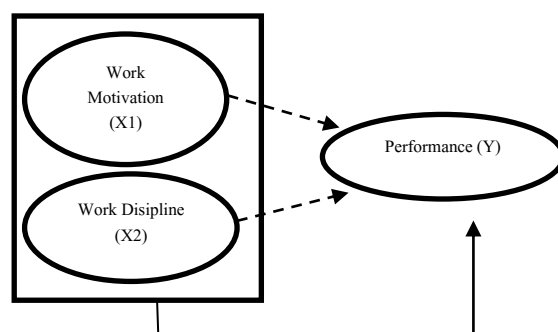 Work
Motivation
(X1)
Performance (Y)
Work Disipline
(X2)